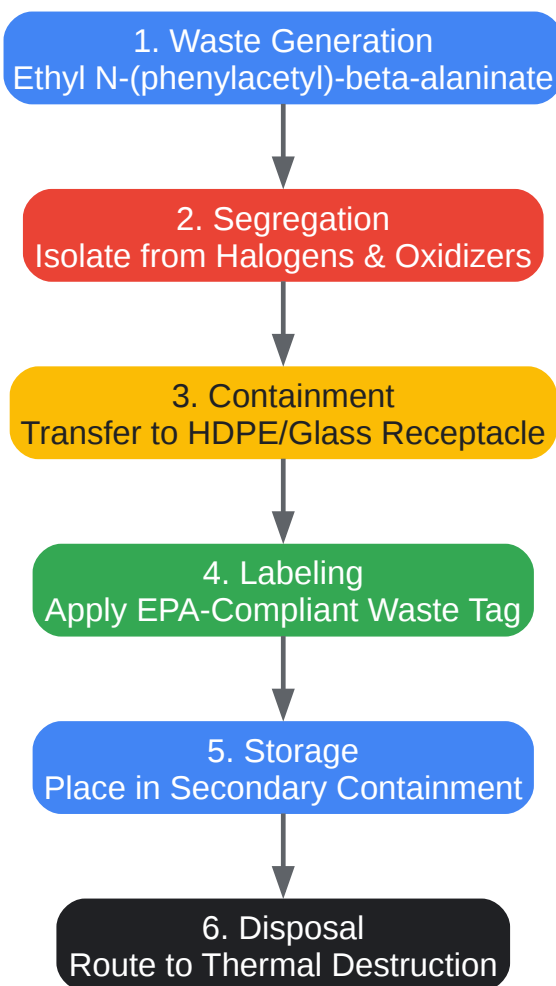 1. Waste Generation
Ethyl N-(phenylacetyl)-beta-alaninate
2. Segregation
Isolate from Halogens & Oxidizers
3. Containment
Transfer to HDPE/Glass Receptacle
4. Labeling
Apply EPA-Compliant Waste Tag
5. Storage
Place in Secondary Containment
6. Disposal
Route to Thermal Destruction